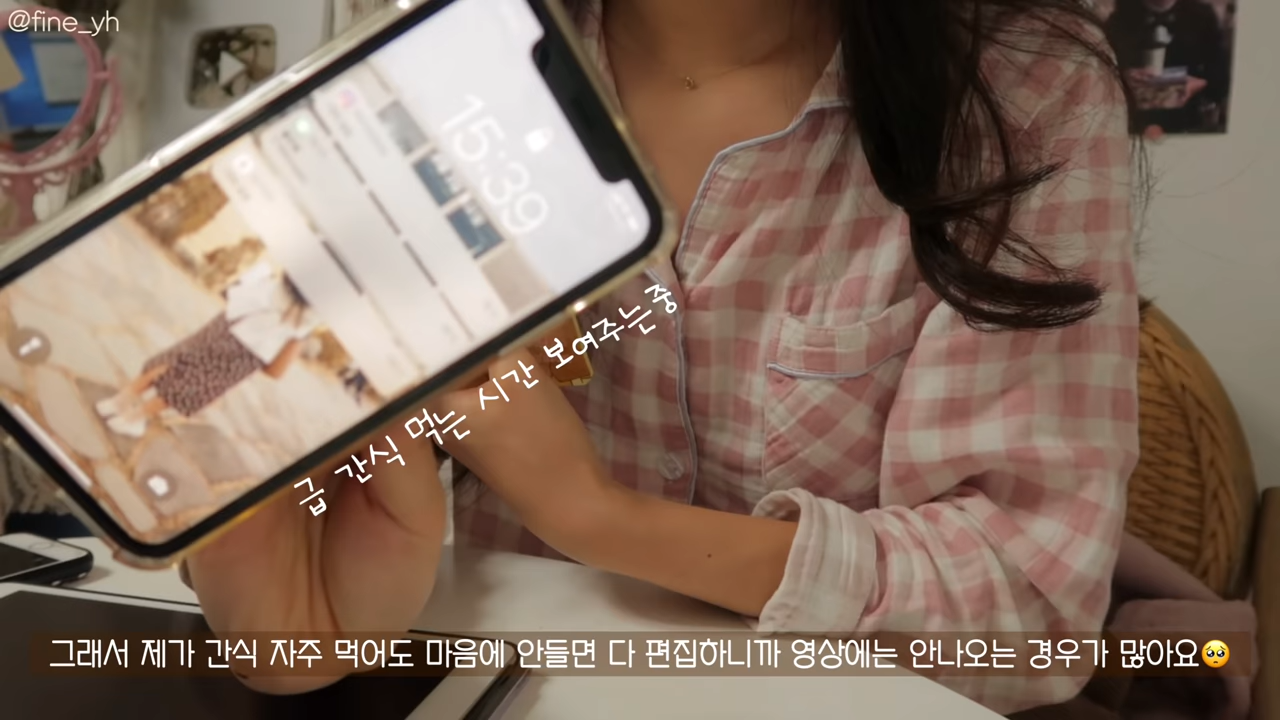 @fine_yh
15:39
급 간식 먹는 시간 보여주는중
그래서 제가 간식 자주 먹어도 마음에 안들면 다 편집하니까 영상에는 안나오는 경우가 많아요🥺